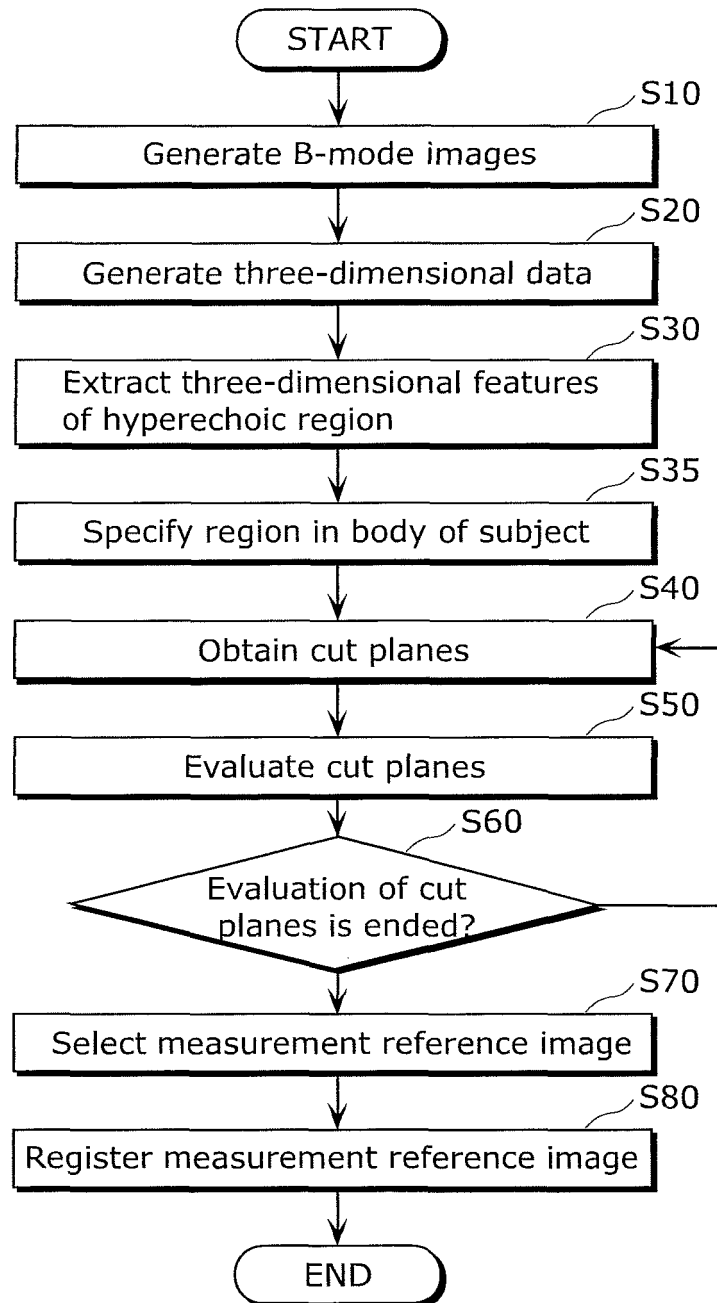 START
S10
Generate B-mode images
S20
Generate three-dimensional data
S30
Extract three-dimensional features
of hyperechoic region
S35
Specify region in body of subject
S40
Obtain cut planes
S50
Evaluate cut planes
S60
Evaluation of cut
planes is ended?
S70
Select measurement reference image
S80
Register measurement reference image
END